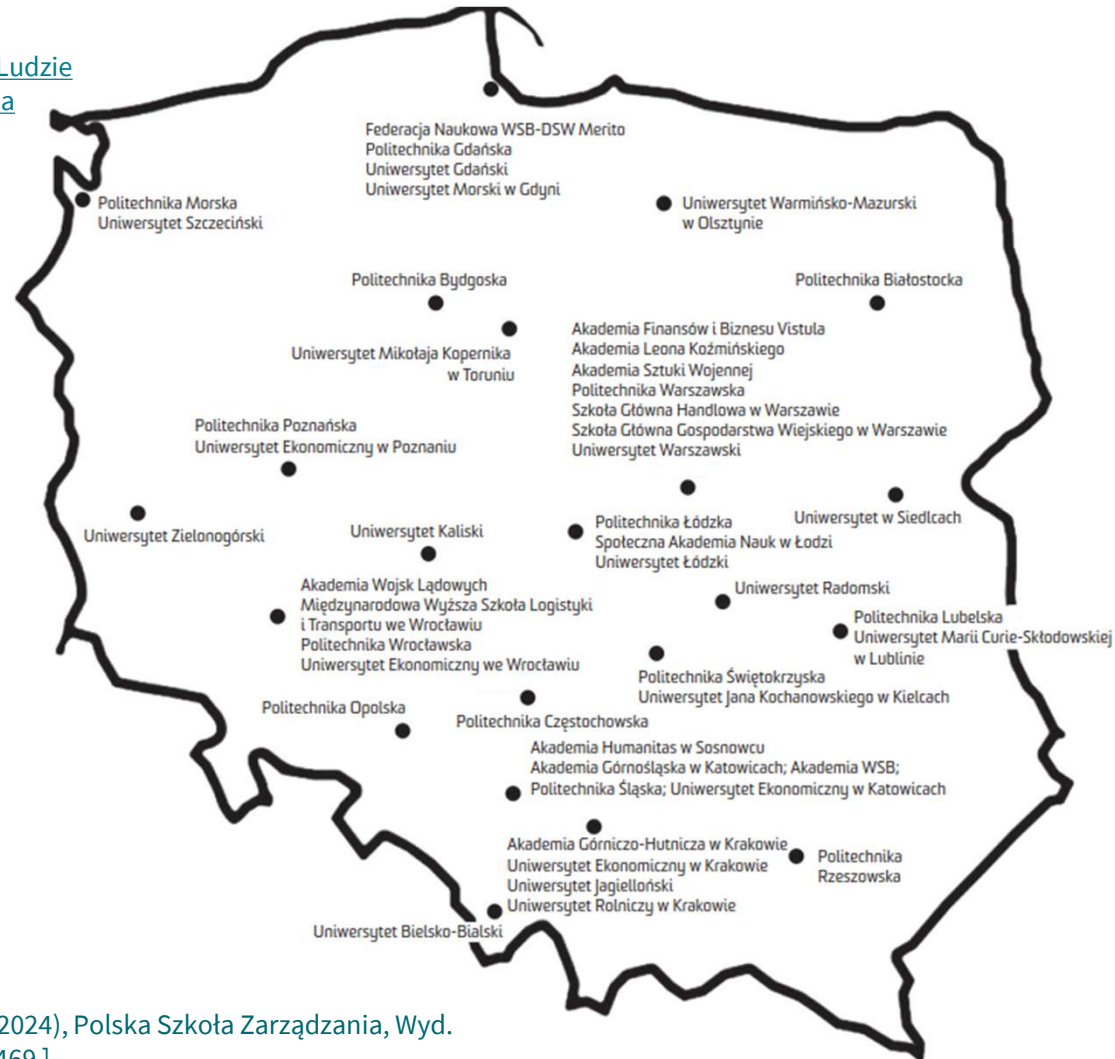 Ludzie
a
Federacja Naukowa WSB-DSW Merito
Politechnika Gdańska
Uniwersytet Gdański
Uniwersytet Morski w Gdyni
Politechnika Morska
Uniwersytet Szczeciński
Uniwersytet Warmińsko-Mazurski
w Olsztynie
Politechnika Bydgoska
Politechnika Białostocka
Uniwersytet Mikołaja Kopernika
w Toruniu
Akademia Finansów i Biznesu Vistula
Akademia Leona Koźmińskiego
Akademia Sztuki Wojennej
Politechnika Warszawska
Szkoła Główna Handlowa w Warszawie
Szkoła Główna Gospodarstwa Wiejskiego w Warszawie
Uniwersytet Warszawski
Politechnika Poznańska
Uniwersytet Ekonomiczny w Poznaniu
Uniwersytet Zielonogórski
Uniwersytet Kaliski
Politechnika Łódzka
Społeczna Akademia Nauk w Łodzi
Uniwersytet Łódzki
Uniwersytet w Siedlcach
Akademia Wojsk Lądowych
Międzynarodowa Wyższa Szkoła Logistyki
i Transportu we Wrocławiu
Politechnika Wrocławska
Uniwersytet Ekonomiczny we Wrocławiu
Uniwersytet Radomski
Politechnika Lubelska
Uniwersytet Marii Curie-Skłodowskiej
w Lublinie
Politechnika Świętokrzyska
Uniwersytet Jana Kochanowskiego w Kielcach
Politechnika Opolska
Politechnika Częstochowska
Akademia Humanitas w Sosnowcu
Akademia Górnośląska w Katowicach; Akademia WSB;
Politechnika Śląska; Uniwersytet Ekonomiczny w Katowicach
Akademia Górniczo-Hutnicza w Krakowie
Uniwersytet Ekonomiczny w Krakowie
Uniwersytet Jagielloński
Uniwersytet Rolniczy w Krakowie
Politechnika
Rzeszowska
Uniwersytet Bielsko-Bialski
2024), Polska Szkoła Zarządzania, Wyd.
469.]